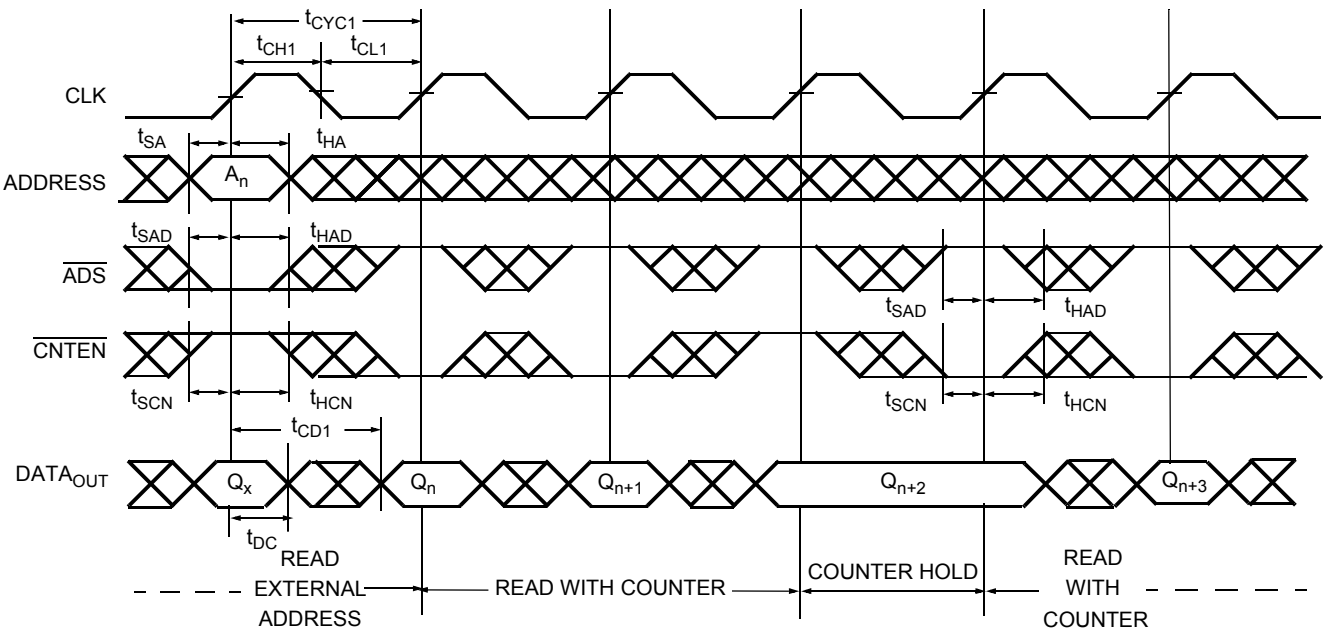 tCYC1
tCH1 tCL1
CLK
tSA tHA
ADDRESS An
tSAD tHAD
ADS
tSAD tHAD
CNTEN
tSCN tHCN tSCN tHCN
tCD1
DATAOUT Qx Qn Qn+1 Qn+2 Qn+3
tDC
READ
EXTERNAL
ADDRESS
READ WITH COUNTER
COUNTER HOLD
READ
WITH
COUNTER